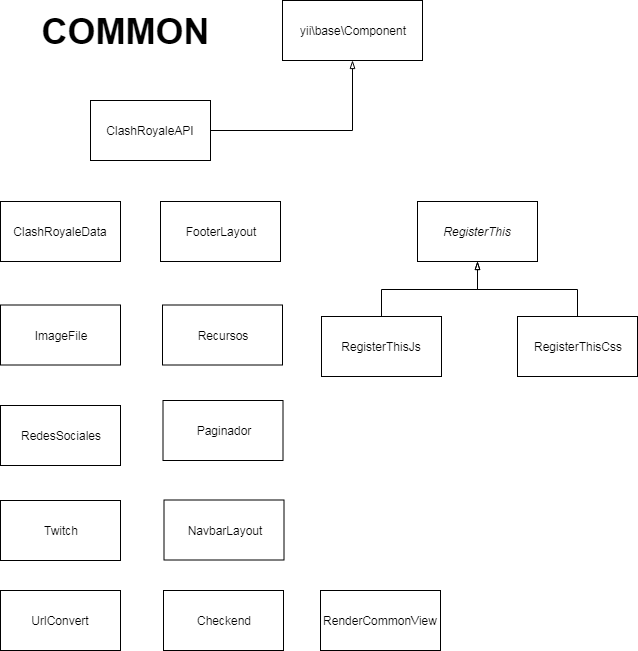 COMMON
yii\base\Component
ClashRoyaleAPI
ClashRoyaleData
FooterLayout
RegisterThis
ImageFile
Recursos
RegisterThisJs
RegisterThisCss
RedesSociales
Paginador
Twitch
NavbarLayout
UrlConvert
Checkend
RenderCommonView